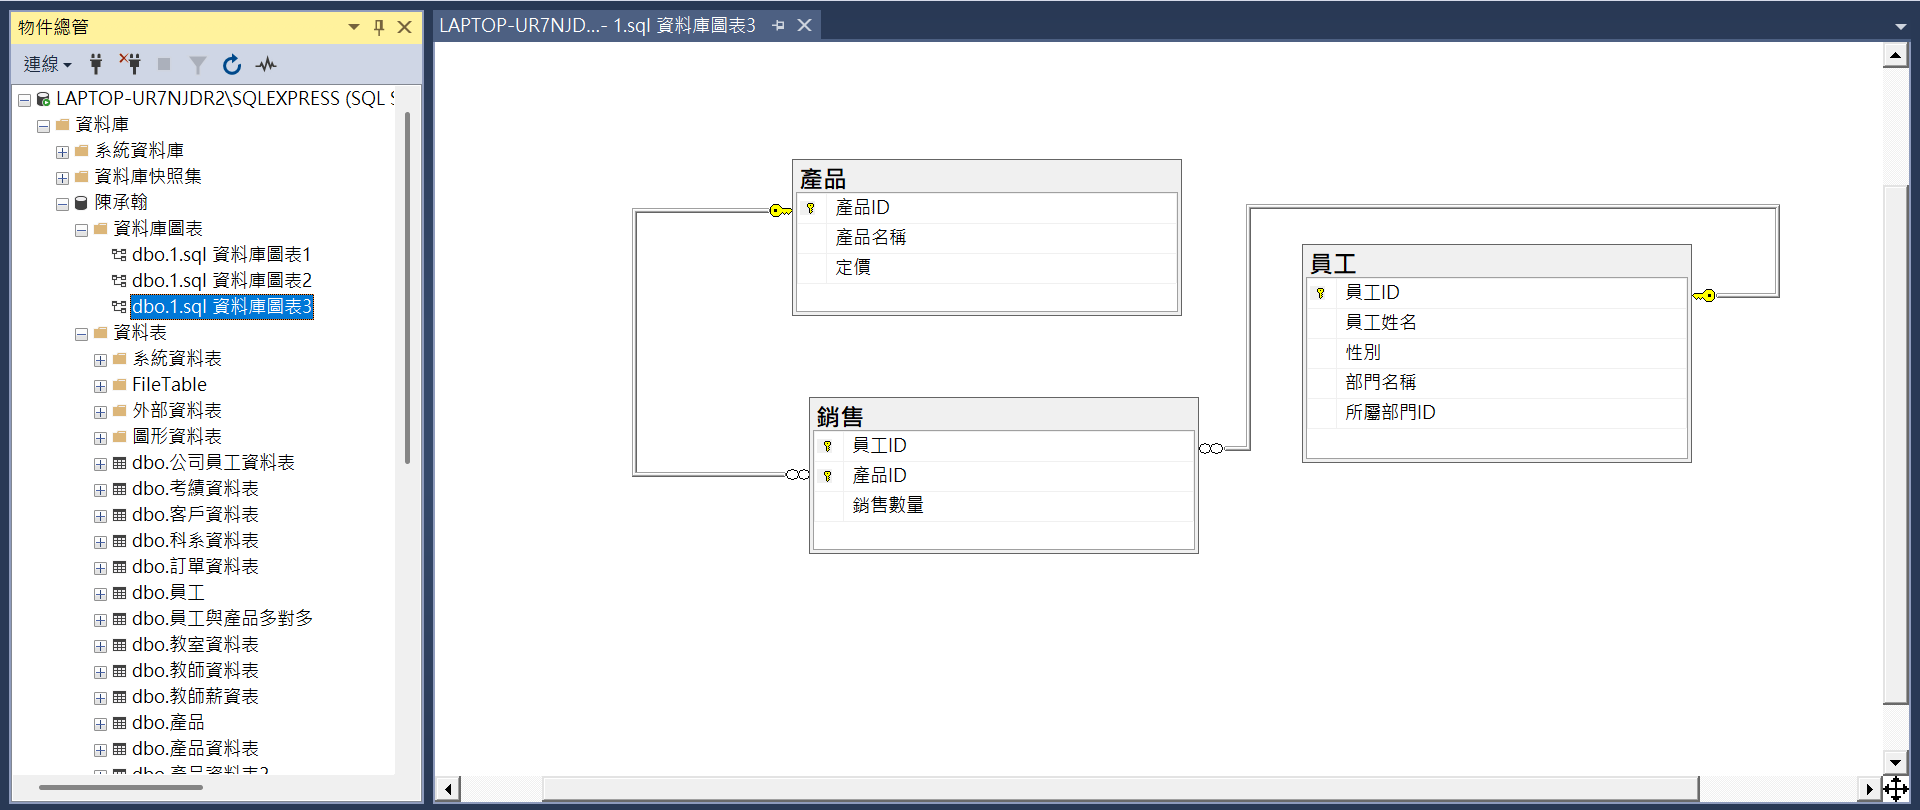 物件總管
連線
LAPTOP-UR7NJDR2\SQLEXPRESS (SQL S
資料庫
系統資料庫
資料庫快照集
陳承翰
資料庫圖表
dbo.1.sql 資料庫圖表1
dbo.1.sql 資料庫圖表2
dbo.1.sql 資料庫圖表3
資料表
系統資料表
FileTable
外部資料表
圖形資料表
dbo.公司員工資料表
dbo.考績資料表
dbo.客戶資料表
dbo.科系資料表
dbo.訂單資料表
dbo.員工
dbo.員工與產品多對多
dbo.教室資料表
dbo.教師資料表
dbo.教師薪資表
dbo.產品
dbo.產品資料表
dbo.產品資料表2
LAPTOP-UR7NJD...- 1.sql 資料庫圖表3
產品
產品ID
產品名稱
定價
員工
員工ID
員工姓名
性別
部門名稱
所屬部門ID
銷售
員工ID
產品ID
銷售數量